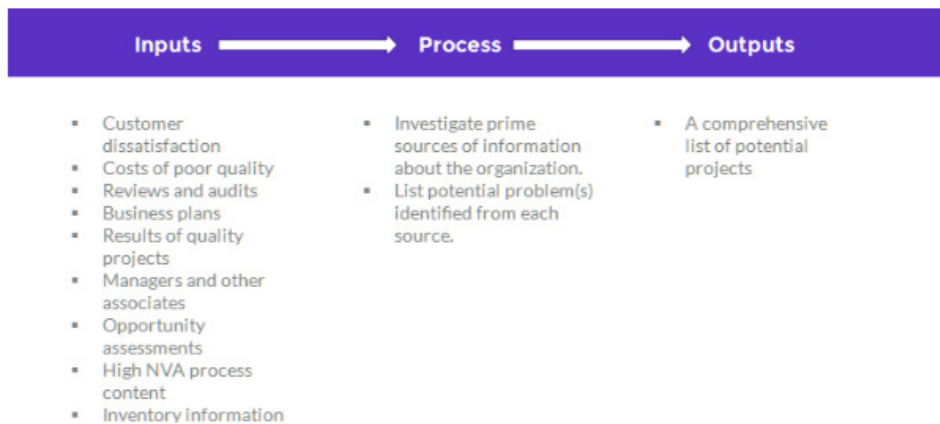 Inputs Process Outputs
▪ Customer
dissatisfaction
▪ Costs of poor quality
▪ Reviews and audits
▪ Business plans
▪ Results of quality
projects
▪ Managers and other
associates
▪ Opportunity
assessments
▪ High NVA process
content
▪ Inventory information
▪ Investigate prime
sources of information
about the organization.
▪ List potential problem(s)
identified from each
source.
▪ A comprehensive
list of potential
projects